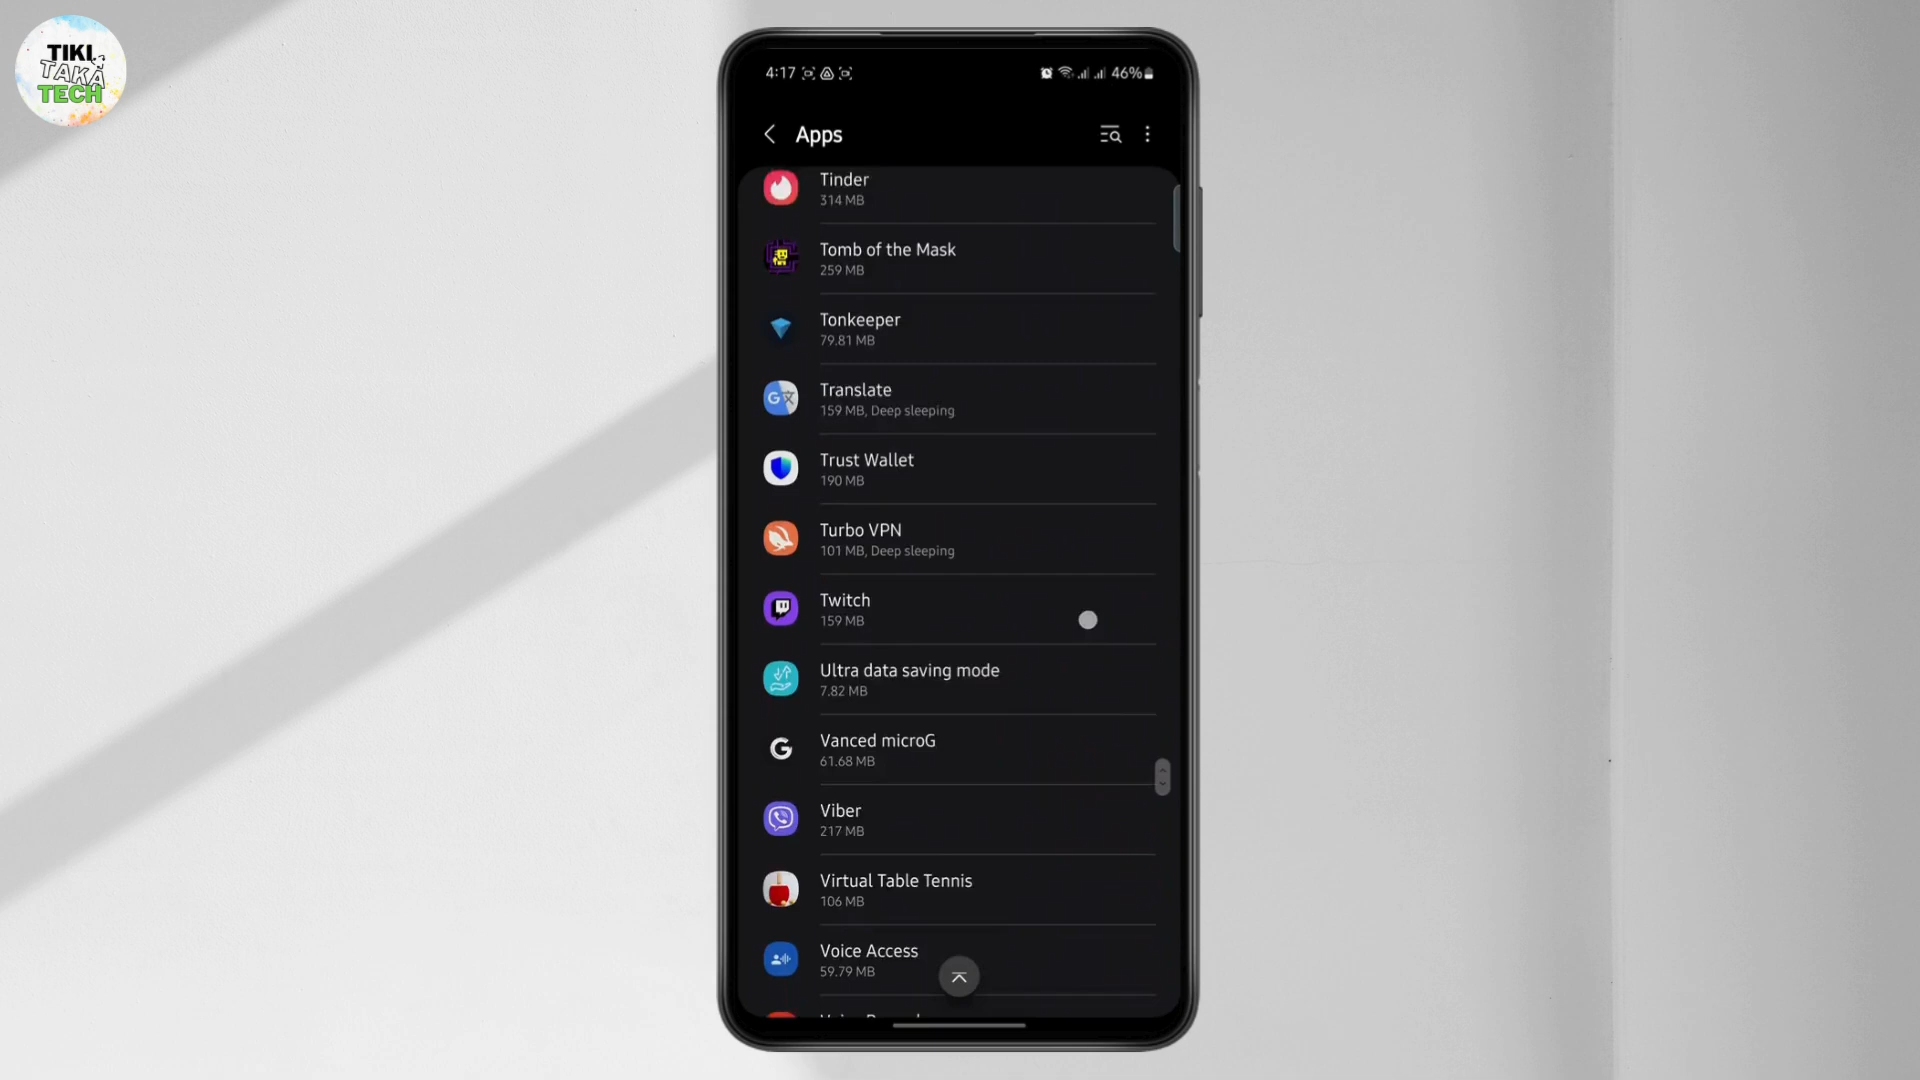 TIKI
TAKA
TECH
4:17
46%
Apps
Tinder
314 MB
Tomb of the Mask
259 MB
Tonkeeper
79.81 MB
Translate
159 MB, Deep sleeping
Trust Wallet
190 MB
Turbo VPN
101 MB, Deep sleeping
Twitch
159 MB
Ultra data saving mode
7.82 MB
Vanced microG
61.68 MB
Viber
217 MB
Virtual Table Tennis
106 MB
Voice Access
59.79 MB